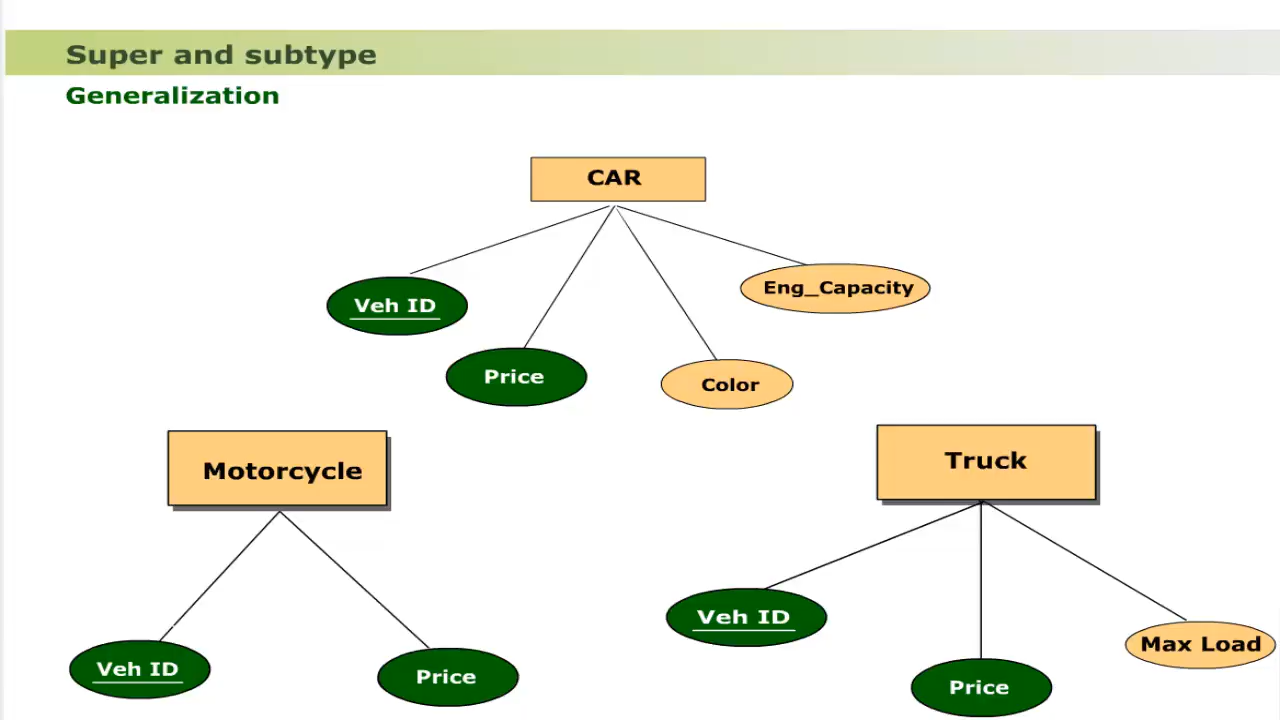 Super and subtype
Generalization
CAR
Eng_Capacity
Veh ID
Price
Color
Motorcycle
Truck
Veh ID
Price
Veh ID
Price
Max Load